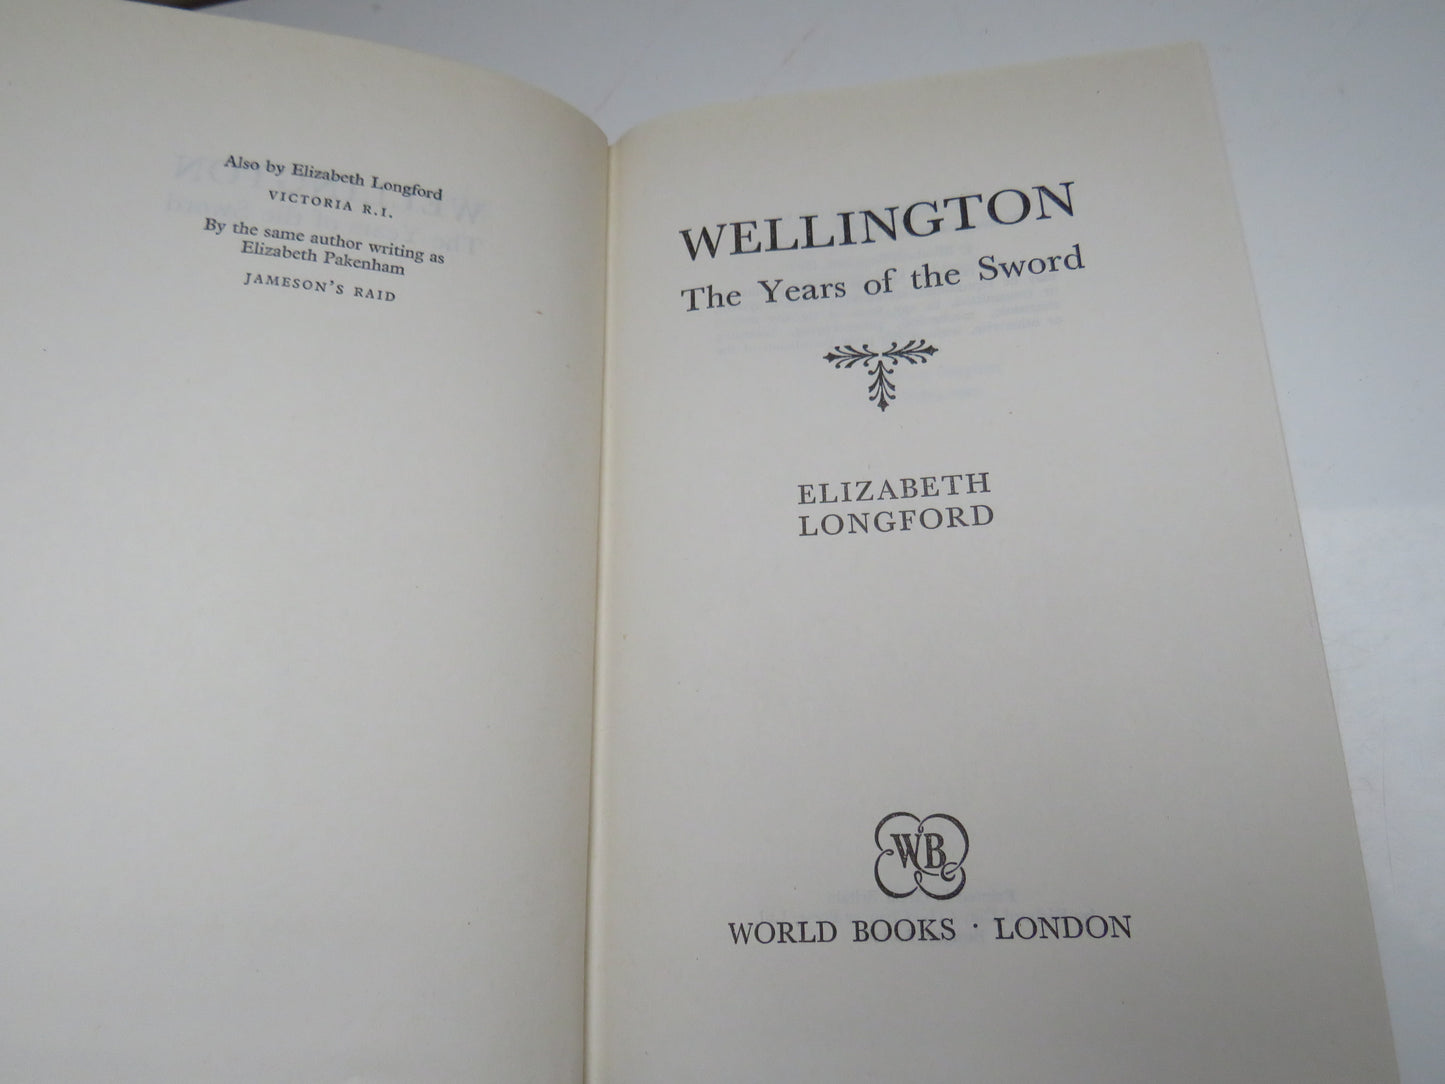 Also by Elizabeth Longford
VICTORIA R.I.
By the same author writing as
Elizabeth Pakenham
JAMESON'S RAID
WELLINGTON
The Years of the Sword
ELIZABETH
LONGFORD
WB
WORLD BOOKS · LONDON